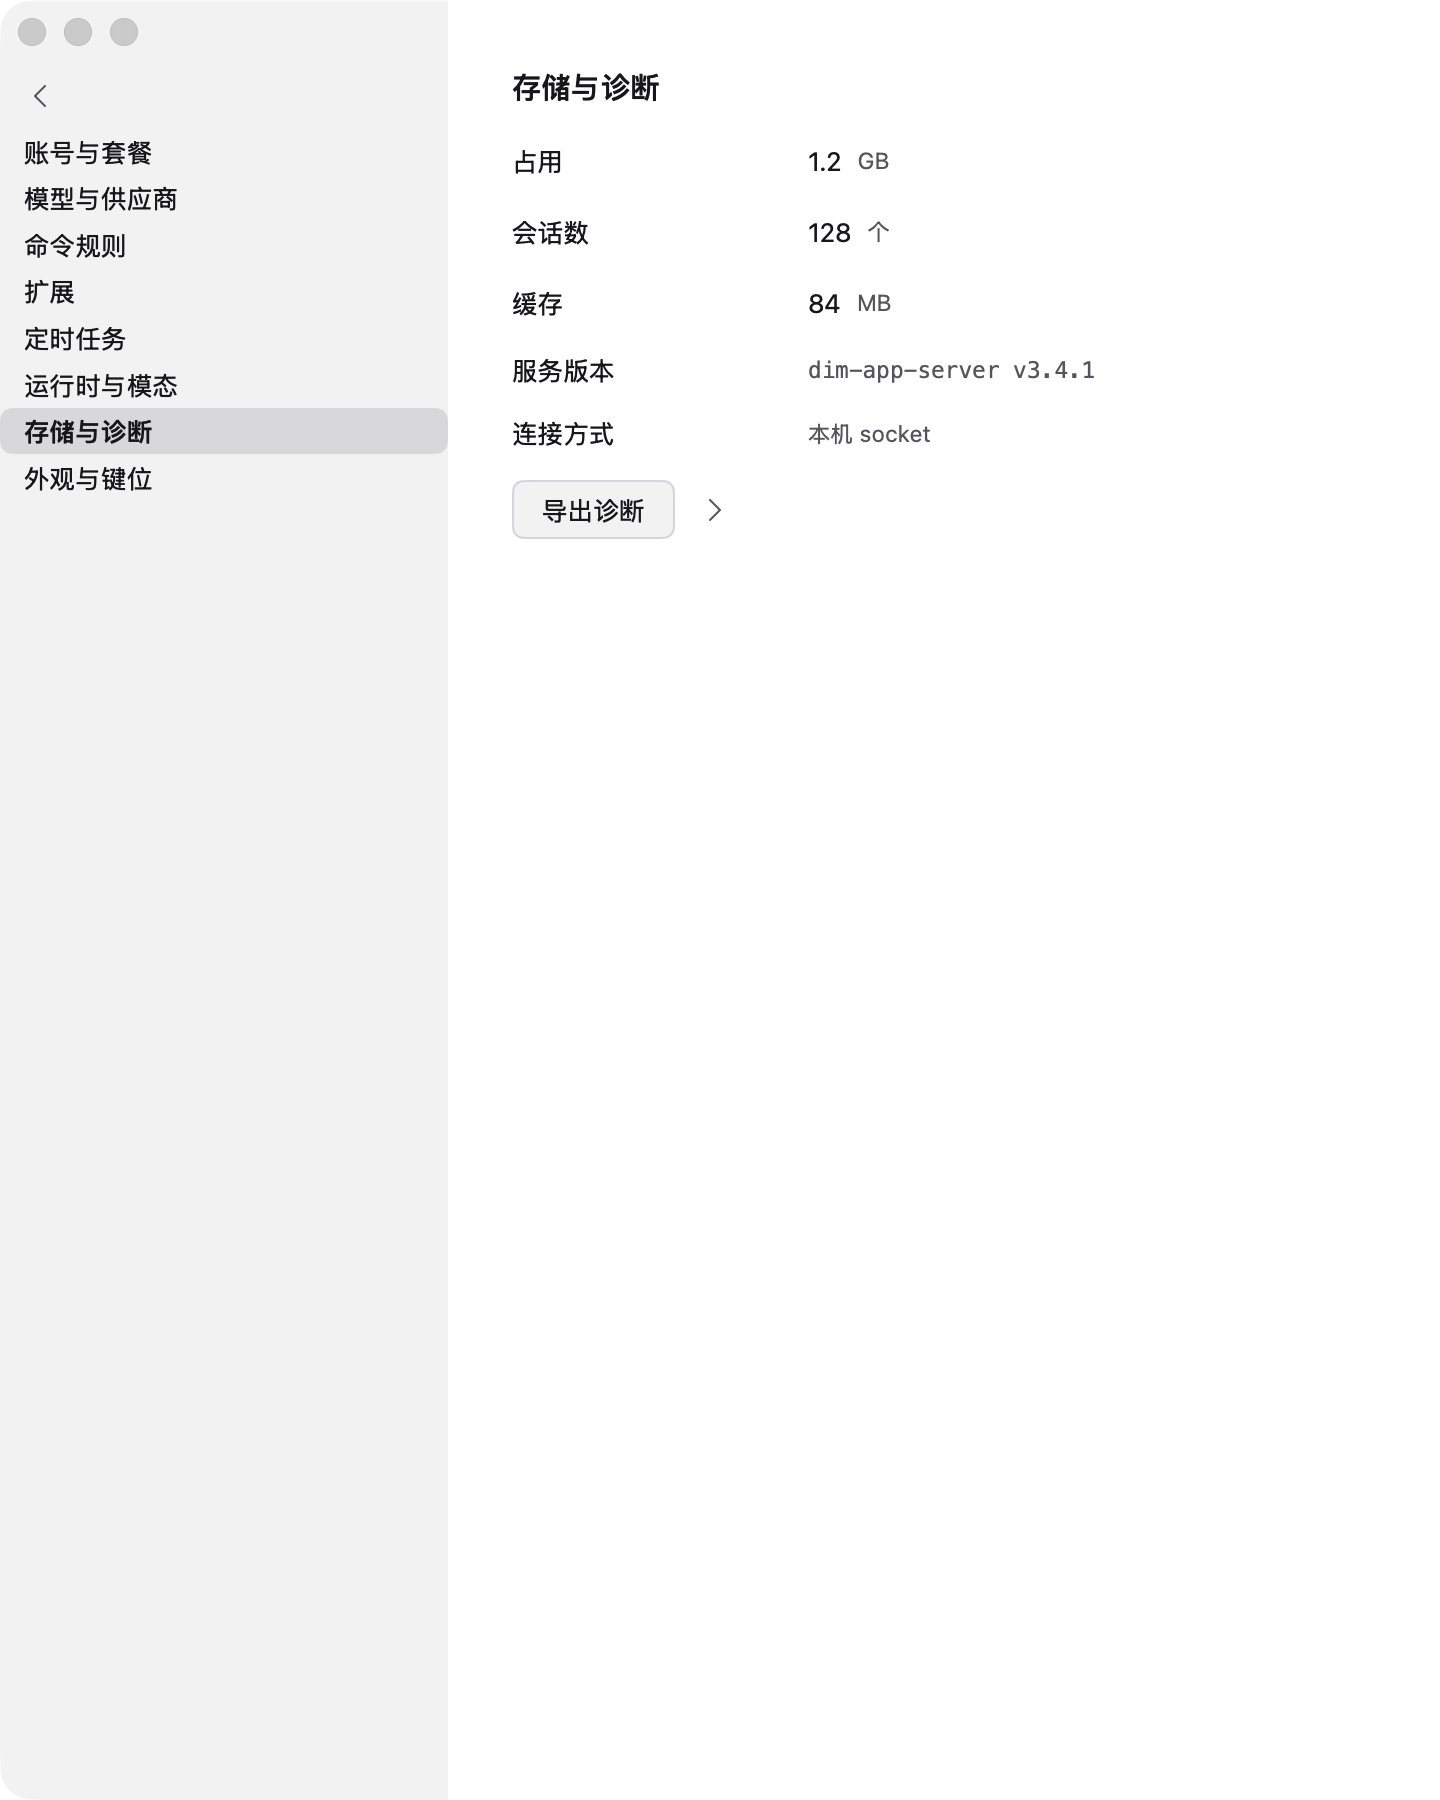 账号与套餐
模型与供应商
命令规则
扩展
定时任务
运行时与模态
存储与诊断
外观与键位
存储与诊断
占用 1.2 GB
会话数 128 个
缓存 84 MB
服务版本 dim-app-server v3.4.1
连接方式 本机 socket
导出诊断